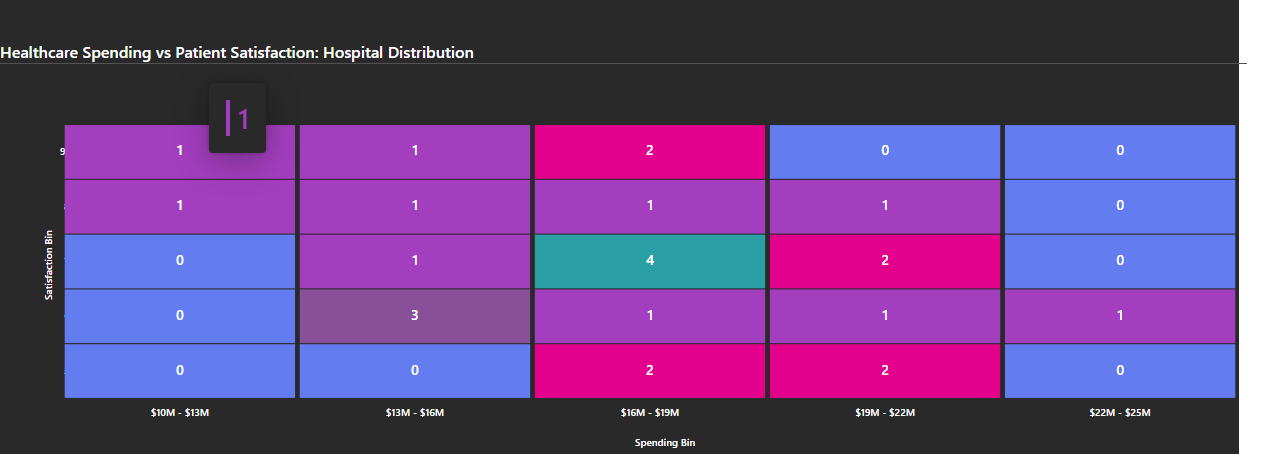 Healthcare Spending vs Patient Satisfaction: Hospital Distribution
1
9
1 1 2 0 0
1 1 1 1 0
0 1 4 2 0
0 3 1 1 1
0 0 2 2 0
Satisfaction Bin
$10M - $13M $13M - $16M $16M - $19M $19M - $22M $22M - $25M
Spending Bin